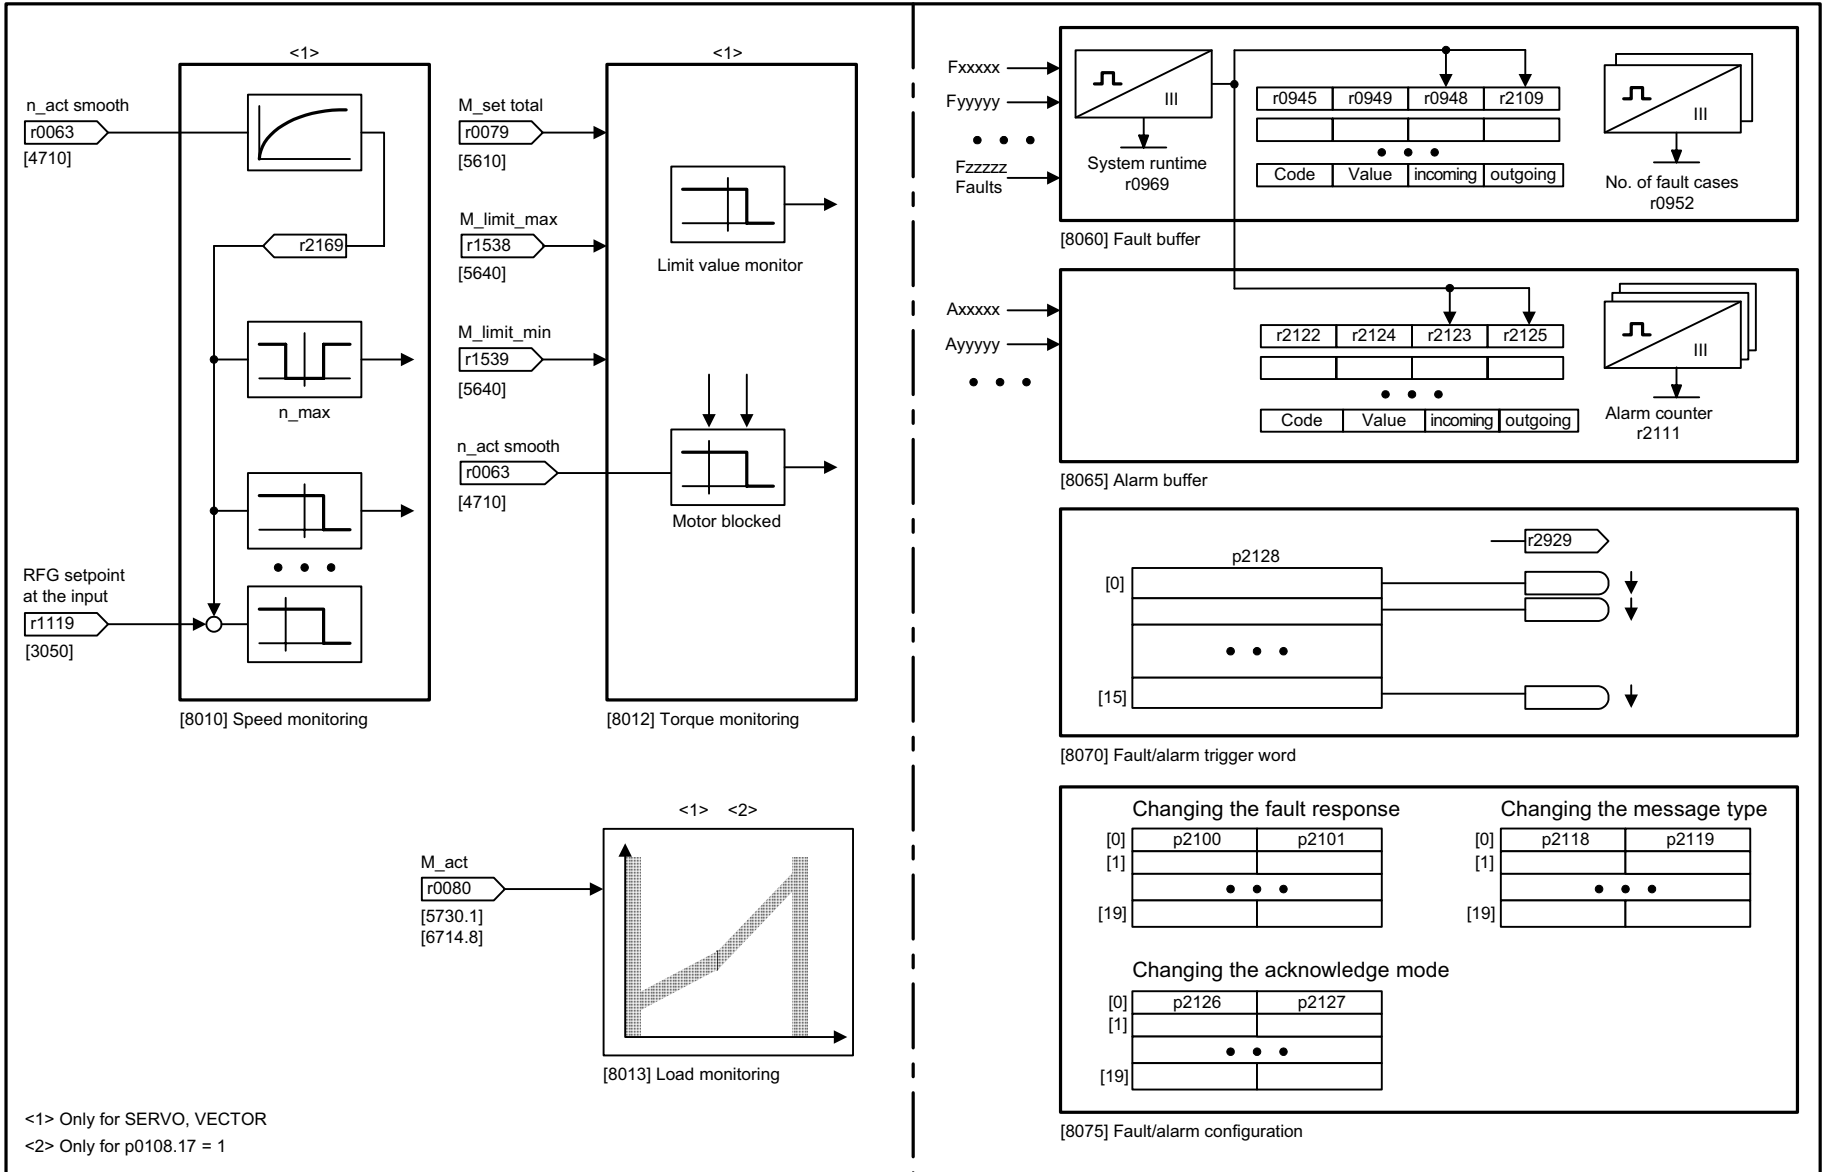 <1>
n_act smooth
r0063
[4710]
r2169
n_max
RFG setpoint
at the input
r1119
[3050]
[8010] Speed monitoring
<1>
M_set total
r0079
[5610]
M_limit_max
r1538
[5640]
M_limit_min
r1539
[5640]
n_act smooth
r0063
[4710]
Limit value monitor
Motor blocked
[8012] Torque monitoring
<1> <2>
M_act
r0080
[5730.1]
[6714.8]
[8013] Load monitoring
<1> Only for SERVO, VECTOR
<2> Only for p0108.17 = 1
Fxxxxx
Fyyyyy
Fzzzzz
Faults
III
System runtime
r0969
r0945 r0949 r0948 r2109
Code Value incoming outgoing
III
No. of fault cases
r0952
[8060] Fault buffer
Axxxxx
Ayyyyy
r2122 r2124 r2123 r2125
Code Value incoming outgoing
III
Alarm counter
r2111
[8065] Alarm buffer
r2929
p2128
[0]
[15]
[8070] Fault/alarm trigger word
Changing the fault response
[0] p2100 p2101
[1]
[19]
Changing the message type
[0] p2118 p2119
[1]
[19]
Changing the acknowledge mode
[0] p2126 p2127
[1]
[19]
[8075] Fault/alarm configuration